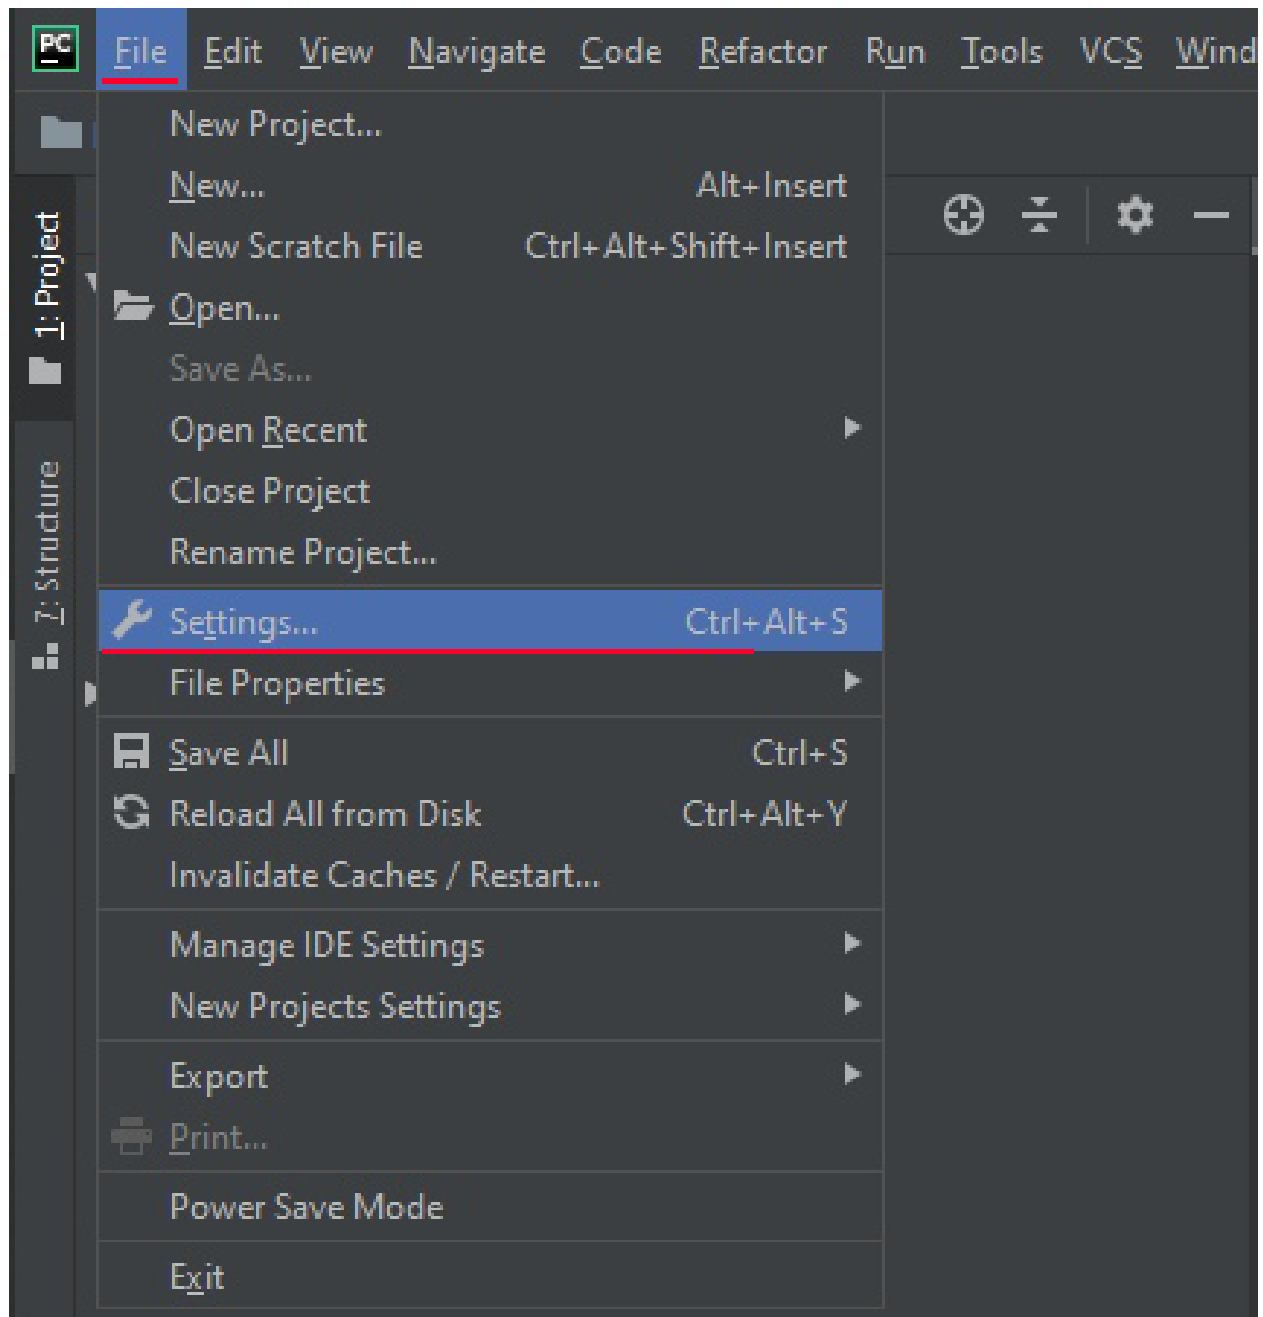 PC File Edit View Navigate Code Refactor Run Tools VCS Wind
New Project...
New... Alt+Insert
New Scratch File Ctrl+Alt+Shift+Insert
Open...
Save As...
Open Recent
Close Project
Rename Project...
Settings... Ctrl+Alt+S
File Properties
Save All Ctrl+S
Reload All from Disk Ctrl+Alt+Y
Invalidate Caches / Restart...
Manage IDE Settings
New Projects Settings
Export
Print...
Power Save Mode
Exit
1: Project
7: Structure